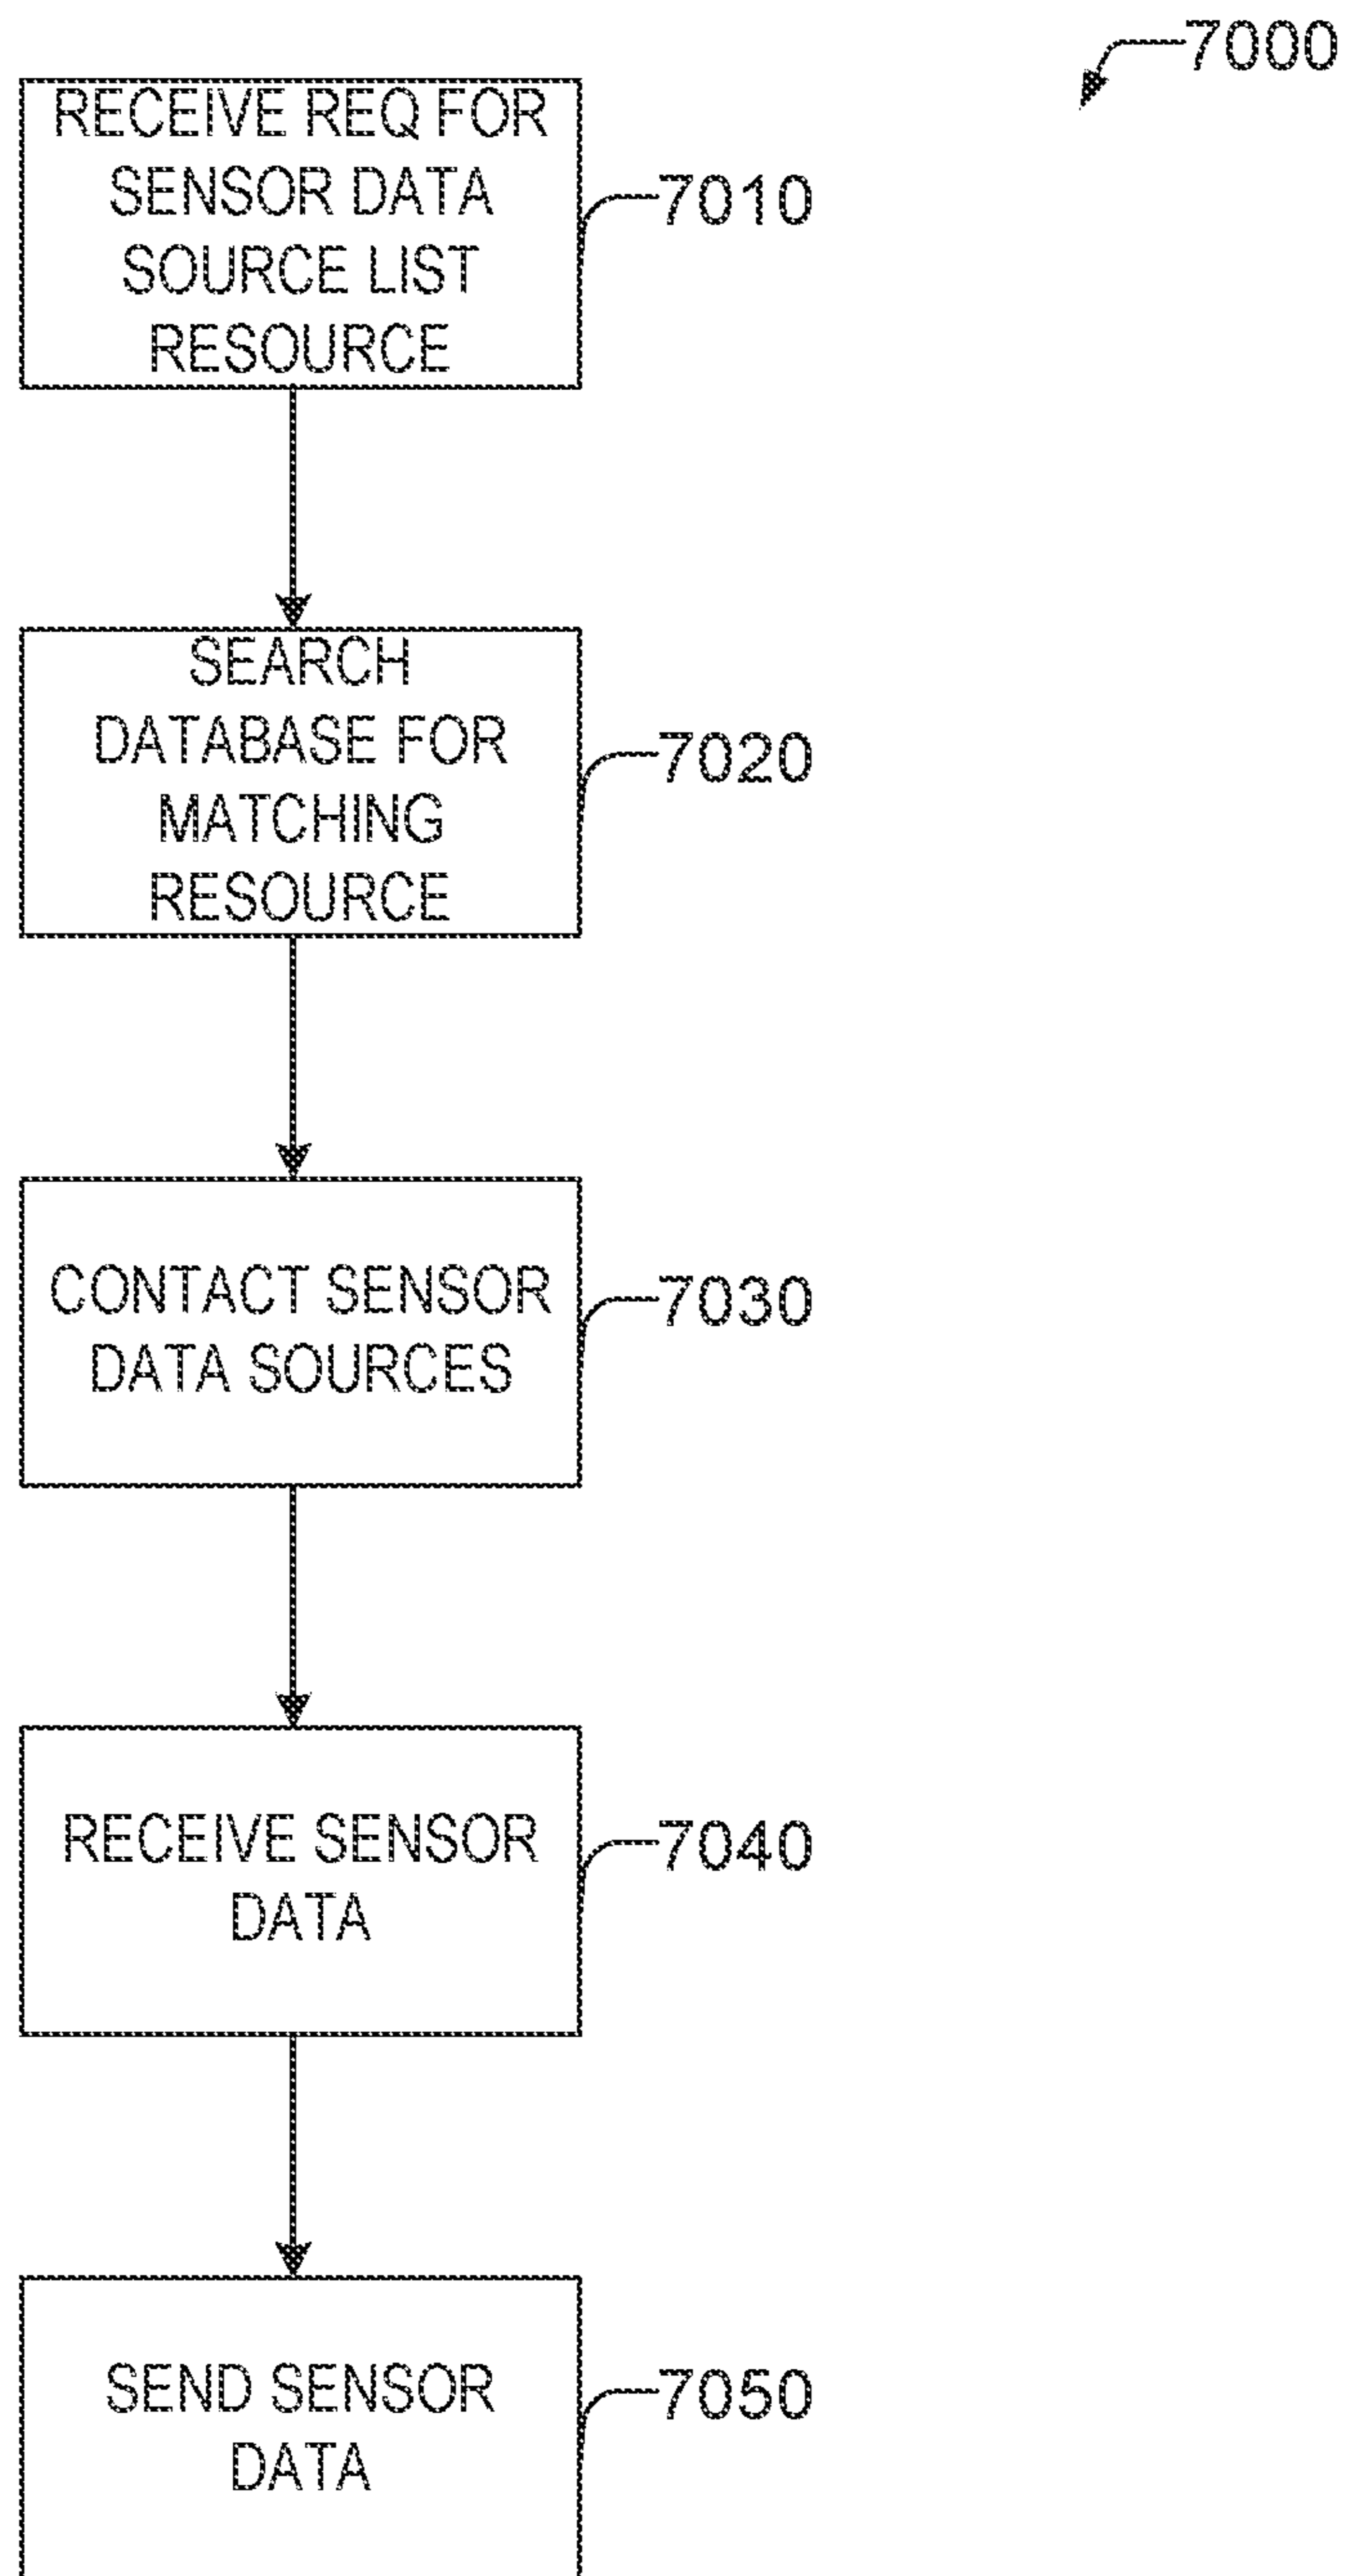 7000
RECEIVE REQ FOR
SENSOR DATA
SOURCE LIST
RESOURCE
7010
SEARCH
DATABASE FOR
MATCHING
RESOURCE
7020
CONTACT SENSOR
DATA SOURCES
7030
RECEIVE SENSOR
DATA
7040
SEND SENSOR
DATA
7050